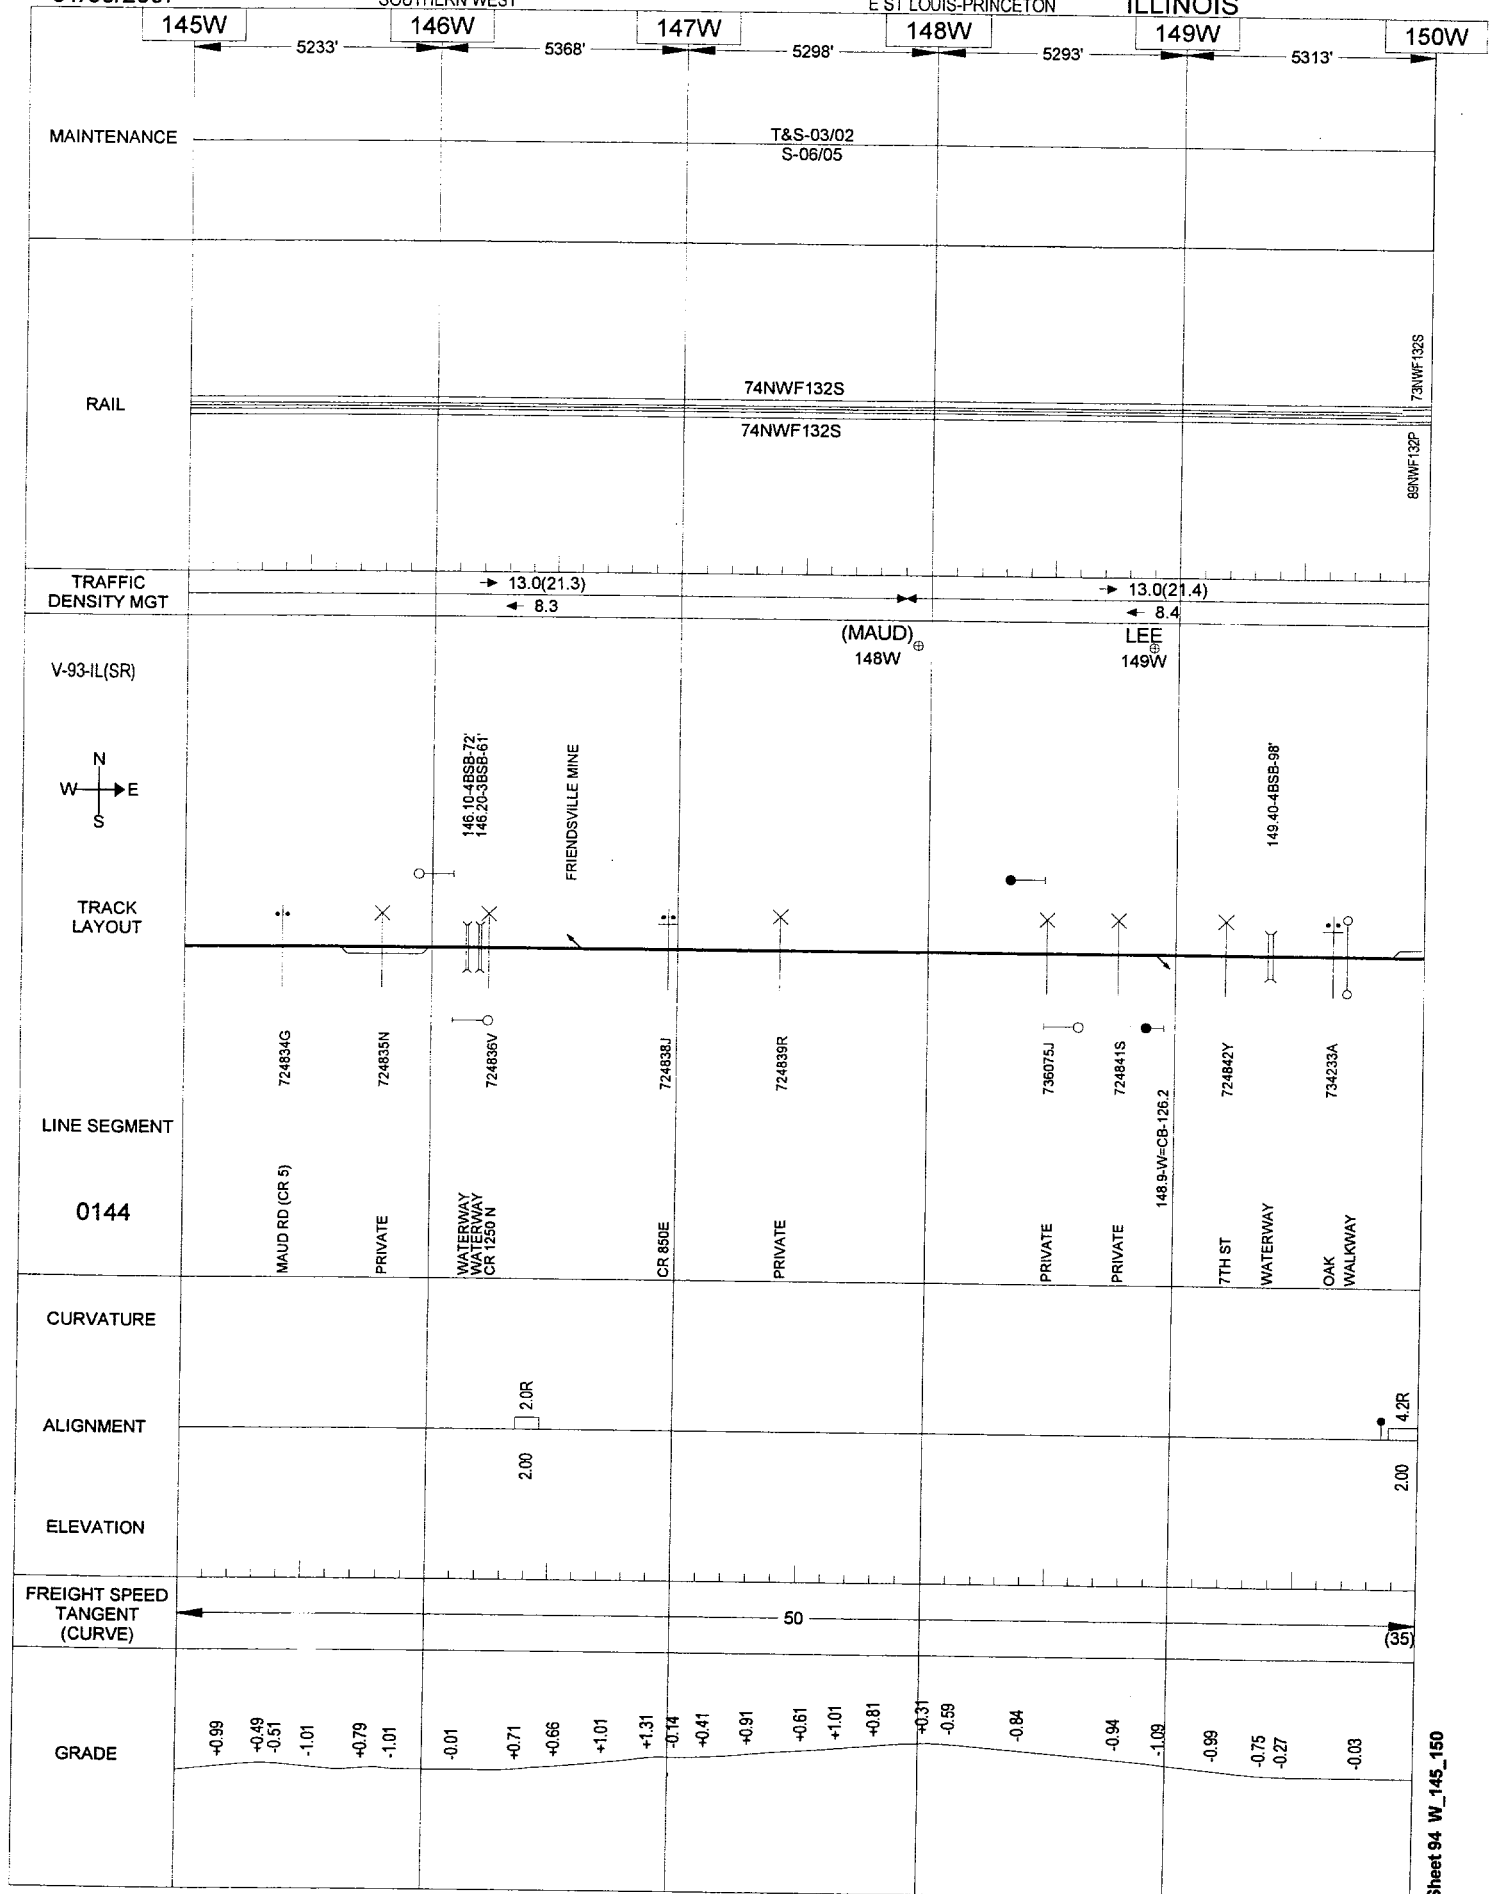 SOUTHERN WEST
E ST LOUIS-PRINCETON
ILLINOIS
145W
146W
147W
148W
149W
150W
5233'
5368'
5298'
5293'
5313'
MAINTENANCE
T&S-03/02
S-06/05
RAIL
74NWF132S
74NWF132S
73NWF132S
89NWF132P
TRAFFIC
DENSITY MGT
13.0(21.3)
8.3
13.0(21.4)
8.4
V-93-IL(SR)
(MAUD)
148W
LEE
149W
N
W
E
S
146.10-4BSB-72'
146.20-3BSB-61'
FRIENDSVILLE MINE
149.40-4BSB-98'
TRACK
LAYOUT
724834G
724835N
724836V
724838J
724839R
736075J
724841S
148.9-W=CB-126.2
724842Y
734233A
LINE SEGMENT
0144
MAUD RD (CR 5)
PRIVATE
WATERWAY
WATERWAY
CR 1250 N
CR 850E
PRIVATE
PRIVATE
PRIVATE
7TH ST
WATERWAY
OAK
WALKWAY
CURVATURE
ALIGNMENT
2.0R
2.00
4.2R
2.00
ELEVATION
FREIGHT SPEED
TANGENT
(CURVE)
50
(35)
GRADE
+0.99
+0.49
-0.51
-1.01
+0.79
-1.01
-0.01
+0.71
+0.66
+1.01
+1.31
-0.14
+0.41
+0.91
+0.61
+1.01
+0.81
+0.31
-0.59
-0.84
-0.94
-1.09
-0.99
-0.75
-0.27
-0.03
Sheet 94 W_145_150